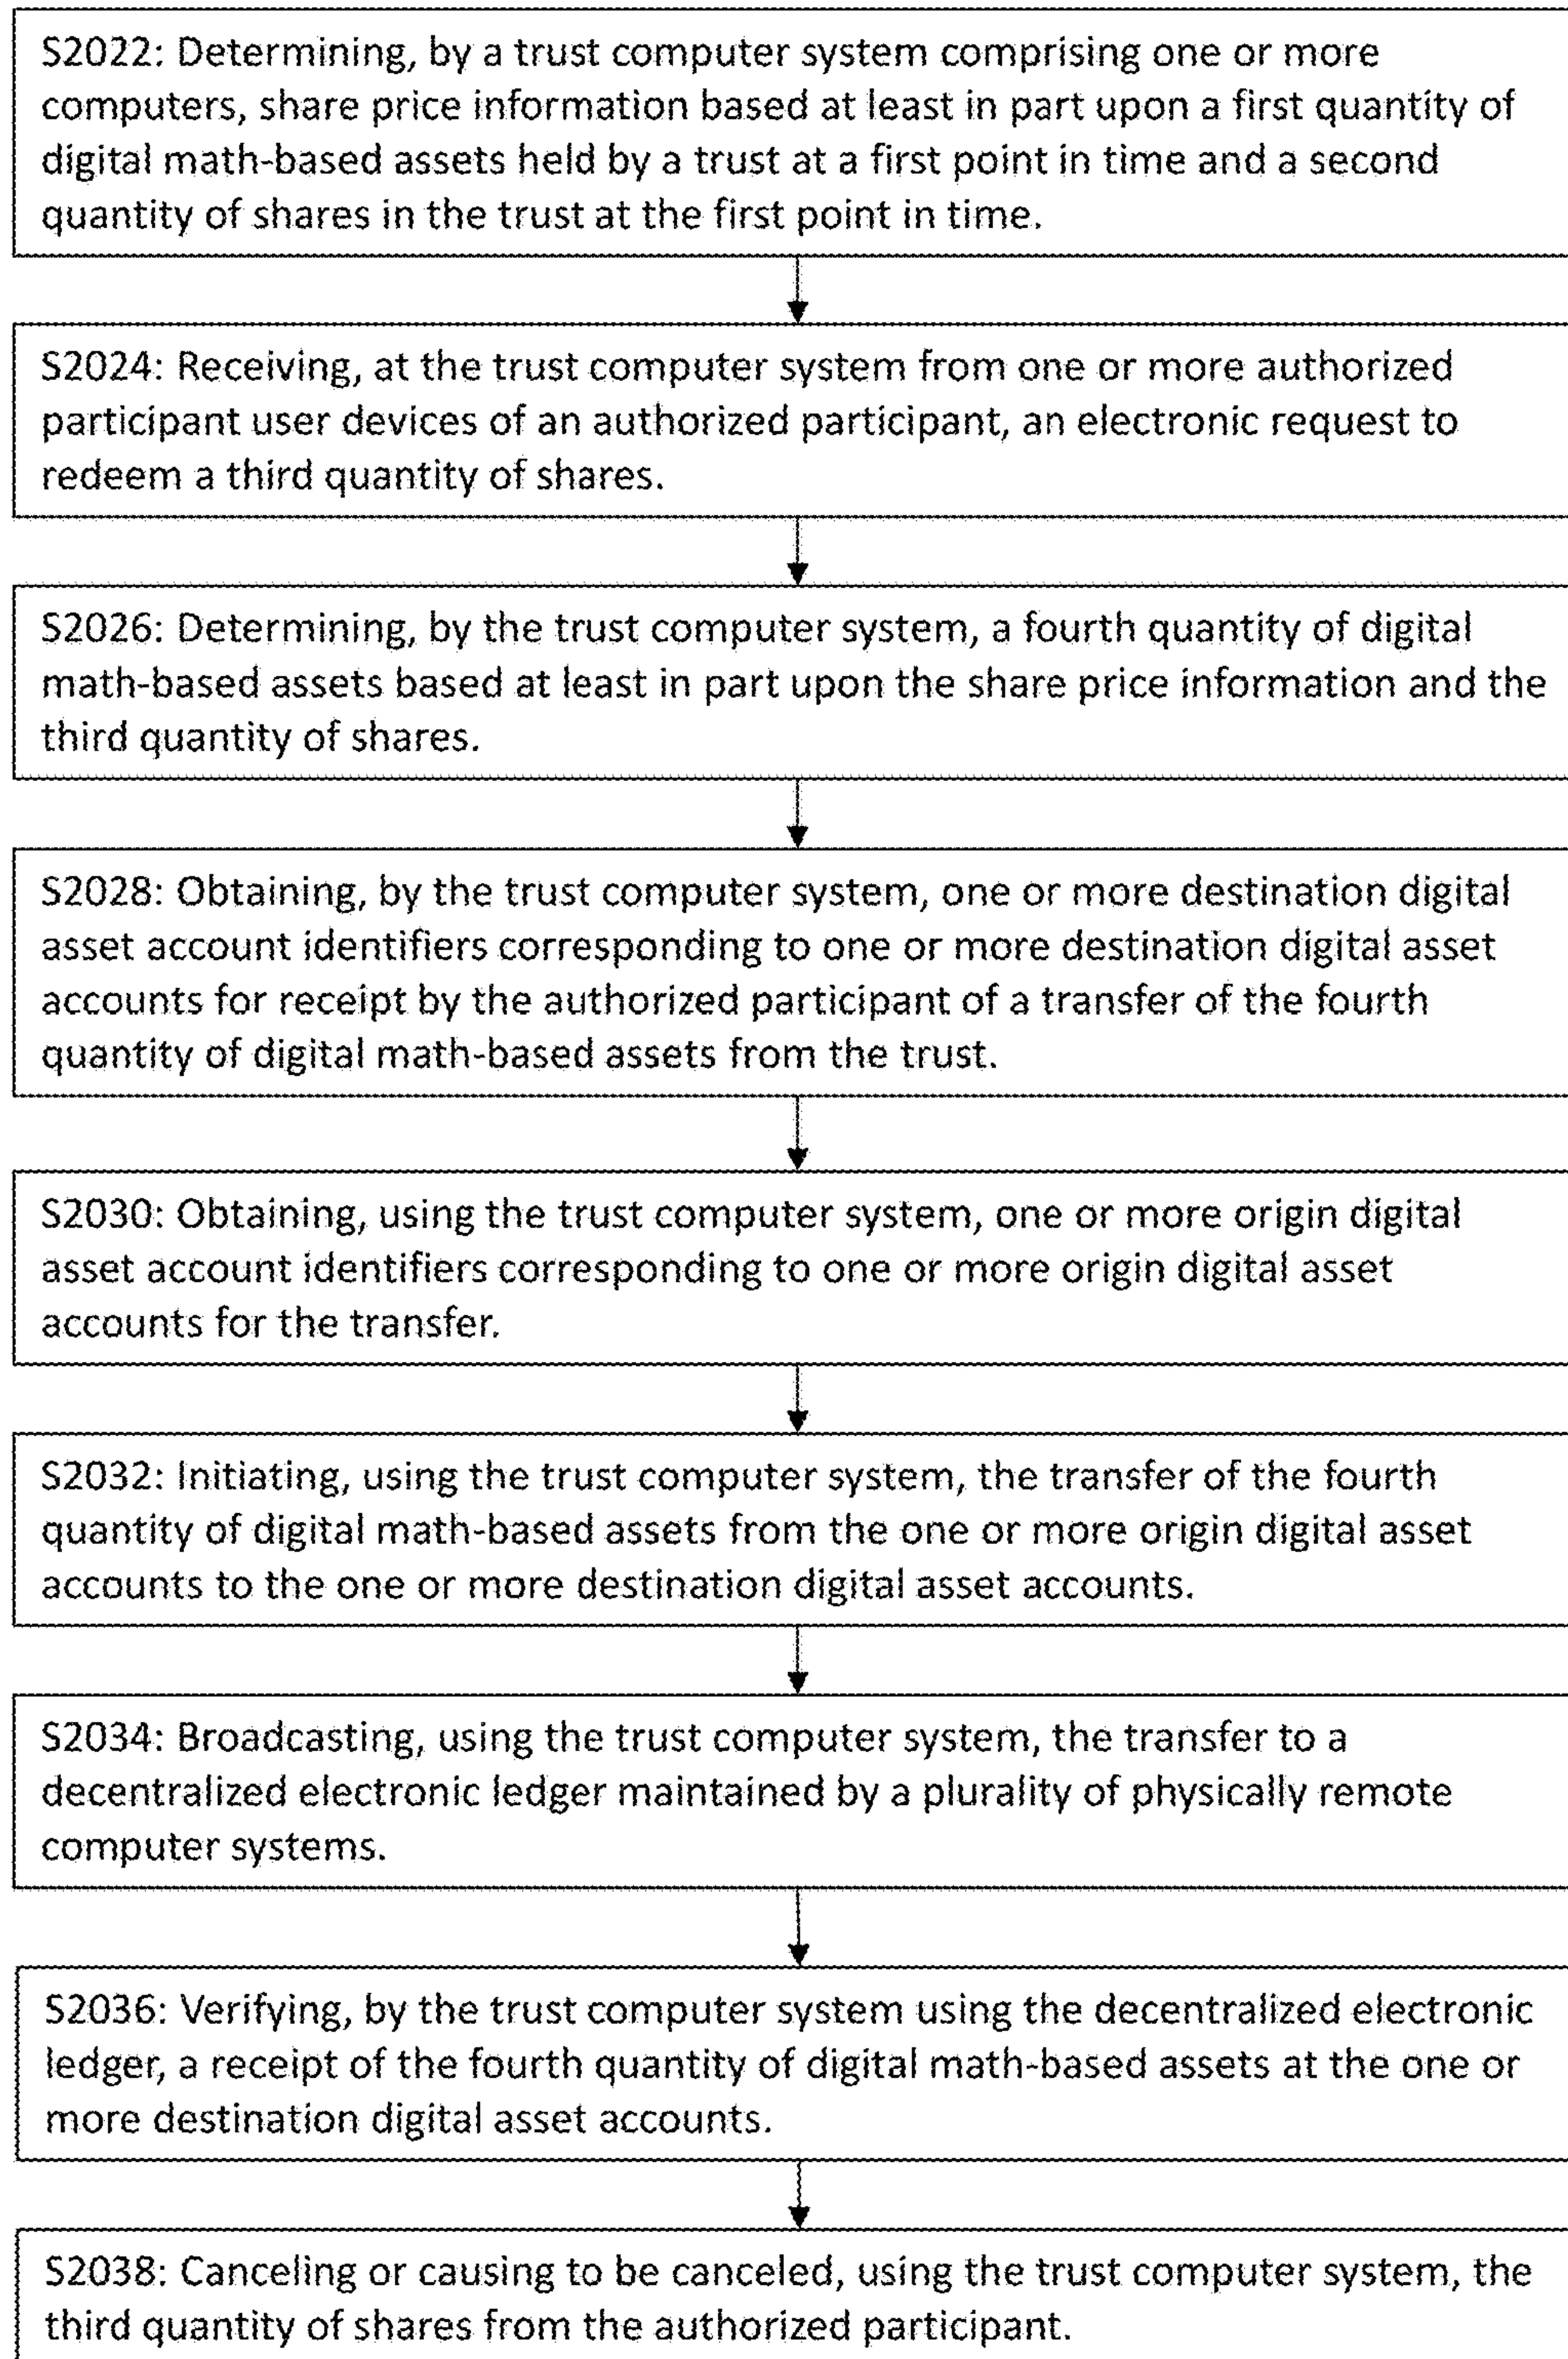 S2022: Determining, by a trust computer system comprising one or more
computers, share price information based at least in part upon a first quantity of
digital math-based assets held by a trust at a first point in time and a second
quantity of shares in the trust at the first point in time.
S2024: Receiving, at the trust computer system from one or more authorized
participant user devices of an authorized participant, an electronic request to
redeem a third quantity of shares.
S2026: Determining, by the trust computer system, a fourth quantity of digital
math-based assets based at least in part upon the share price information and the
third quantity of shares.
S2028: Obtaining, by the trust computer system, one or more destination digital
asset account identifiers corresponding to one or more destination digital asset
accounts for receipt by the authorized participant of a transfer of the fourth
quantity of digital math-based assets from the trust.
S2030: Obtaining, using the trust computer system, one or more origin digital
asset account identifiers corresponding to one or more origin digital asset
accounts for the transfer.
S2032: Initiating, using the trust computer system, the transfer of the fourth
quantity of digital math-based assets from the one or more origin digital asset
accounts to the one or more destination digital asset accounts.
S2034: Broadcasting, using the trust computer system, the transfer to a
decentralized electronic ledger maintained by a plurality of physically remote
computer systems.
S2036: Verifying, by the trust computer system using the decentralized electronic
ledger, a receipt of the fourth quantity of digital math-based assets at the one or
more destination digital asset accounts.
S2038: Canceling or causing to be canceled, using the trust computer system, the
third quantity of shares from the authorized participant.